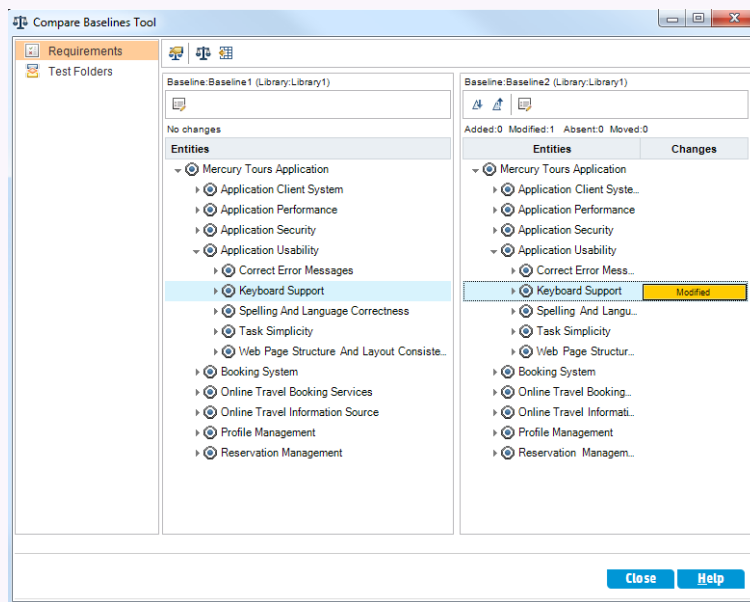 Compare Baselines Tool
Requirements
Test Folders
Baseline:Baseline1 (Library:Library1)
No changes
Entities
Mercury Tours Application
Application Client System
Application Performance
Application Security
Application Usability
Correct Error Messages
Keyboard Support
Spelling And Language Correctness
Task Simplicity
Web Page Structure And Layout Consiste...
Booking System
Online Travel Booking Services
Online Travel Information Source
Profile Management
Reservation Management
Baseline:Baseline2 (Library:Library1)
Added:0 Modified:1 Absent:0 Moved:0
Entities Changes
Mercury Tours Application
Application Client Syste...
Application Performance
Application Security
Application Usability
Correct Error Mess...
Keyboard Support Modified
Spelling And Langu...
Task Simplicity
Web Page Structur...
Booking System
Online Travel Booking...
Online Travel Informati...
Profile Management
Reservation Managem...
Close Help